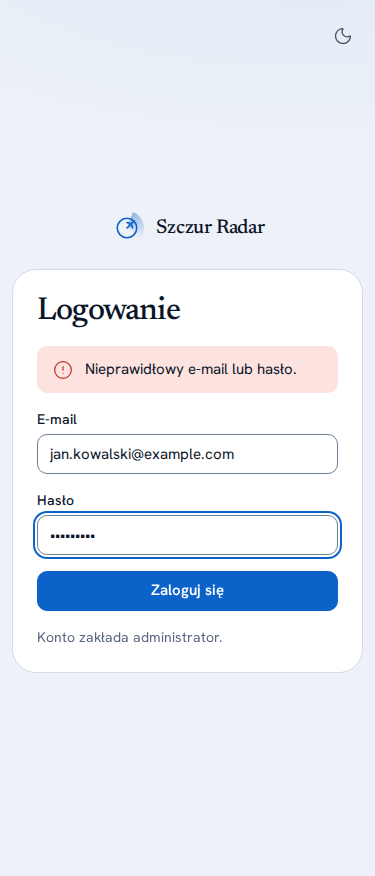 Szczur Radar
Logowanie
Nieprawidłowy e-mail lub hasło.
E-mail
jan.kowalski@example.com
Hasło
•••••••••
Zaloguj się
Konto zakłada administrator.